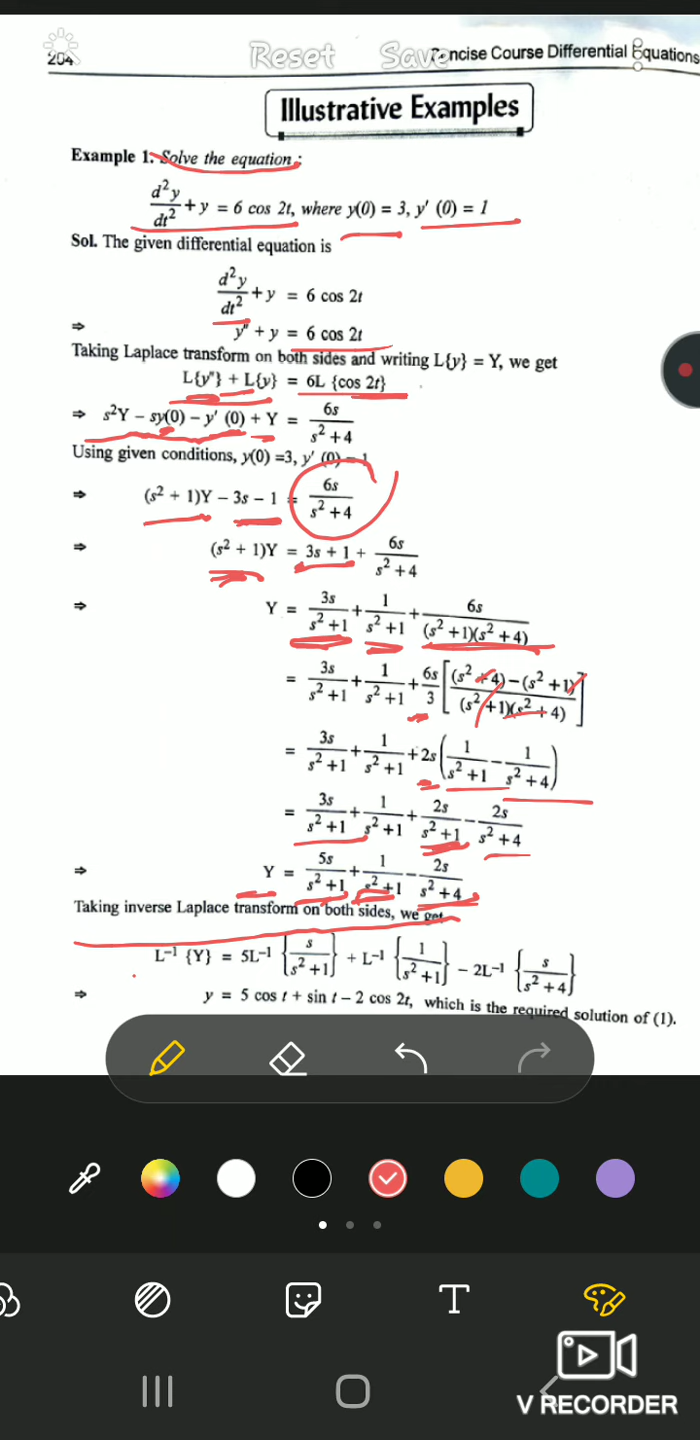 204 Reset Save Concise Course Differential Equations
Illustrative Examples
Example 1. Solve the equation :
d²y/dt² + y = 6 cos 2t, where y(0) = 3, y′ (0) = 1
Sol. The given differential equation is
d²y/dt² + y = 6 cos 2t
⇒ y″ + y = 6 cos 2t
Taking Laplace transform on both sides and writing L{y} = Y, we get
L{y″} + L{y} = 6L {cos 2t}
⇒ s²Y − sy(0) − y′ (0) + Y = 6s/(s² + 4)
Using given conditions, y(0) =3, y′ (0) = 1
⇒ (s² + 1)Y − 3s − 1 = 6s/(s² + 4)
⇒ (s² + 1)Y = 3s + 1 + 6s/(s² + 4)
⇒ Y = 3s/(s² + 1) + 1/(s² + 1) + 6s/((s² + 1)(s² + 4))
= 3s/(s² + 1) + 1/(s² + 1) + 6s/3 [((s² + 4) − (s² + 1))/((s² + 1)(s² + 4))]
= 3s/(s² + 1) + 1/(s² + 1) + 2s (1/(s² + 1) − 1/(s² + 4))
= 3s/(s² + 1) + 1/(s² + 1) + 2s/(s² + 1) − 2s/(s² + 4)
⇒ Y = 5s/(s² + 1) + 1/(s² + 1) − 2s/(s² + 4)
Taking inverse Laplace transform on both sides, we get
L⁻¹ {Y} = 5L⁻¹ {s/(s² + 1)} + L⁻¹ {1/(s² + 1)} − 2L⁻¹ {s/(s² + 4)}
⇒ y = 5 cos t + sin t − 2 cos 2t, which is the required solution of (1).
T
V RECORDER